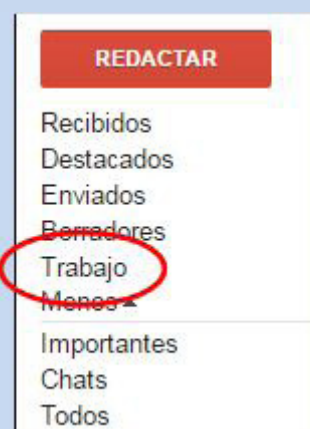 REDACTAR
Recibidos
Destacados
Enviados
Borradores
Trabajo
Menos
Importantes
Chats
Todos